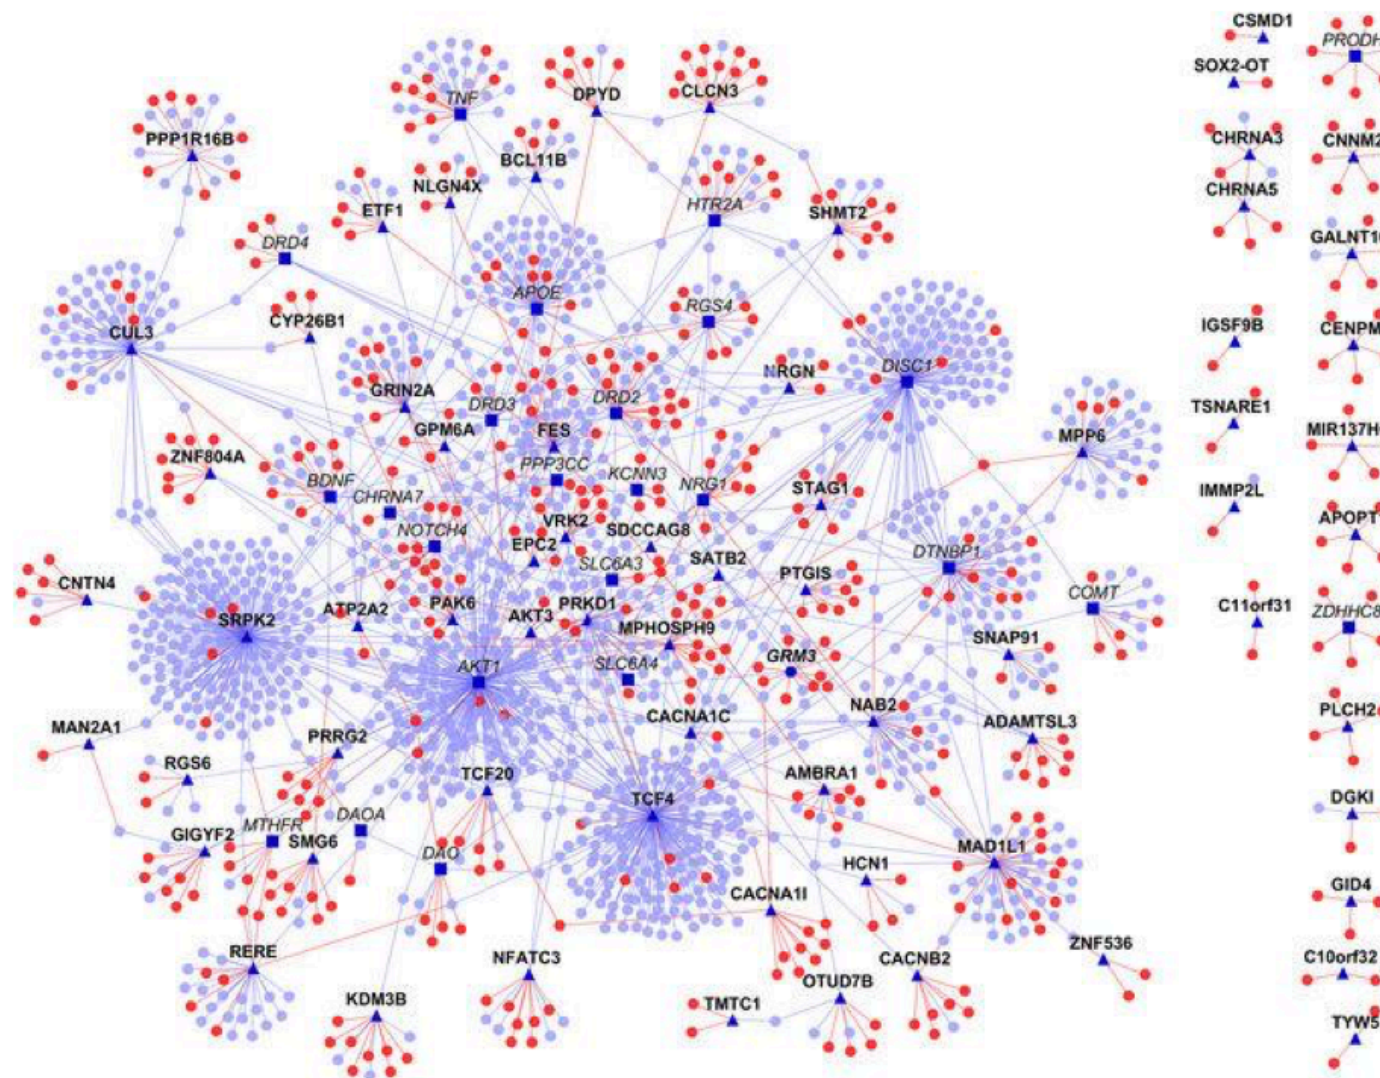 CSMD1
PRODH
SOX2-OT
TNF
DPYD
CLCN3
PPP1R16B
BCL11B
CHRNA3
CNNM2
NLGN4X
CHRNA5
ETF1
HTR2A
SHMT2
DRD4
GALNT10
APOE
RGS4
CUL3
CYP26B1
IGSF9B
CENPM
DISC1
NRGN
GRIN2A
DRD3
DRD2
TSNARE1
GPM6A
FES
MPP6
MIR137H
ZNF804A
PPP3CC
KCNN3
NRG1
STAG1
BDNF
CHRNA7
IMMP2L
VRK2
SDCCAG8
APOPT
NOTCH4
EPC2
DTNBP1
SLC6A3
SATB2
PTGIS
CNTN4
COMT
ATP2A2
PAK6
AKT3
PRKD1
C11orf31
ZDHHC8
SRPK2
MPHOSPH9
SNAP91
AKT1
SLC6A4
GRM3
NAB2
CACNA1C
PLCH2
MAN2A1
PRRG2
ADAMTSL3
RGS6
TCF20
AMBRA1
TCF4
DGKI
DAOA
GIGYF2
MTHFR
SMG6
DAO
MAD1L1
HCN1
CACNA1I
GID4
RERE
NFATC3
CACNB2
ZNF536
C10orf32
KDM3B
OTUD7B
TMTC1
TYW5